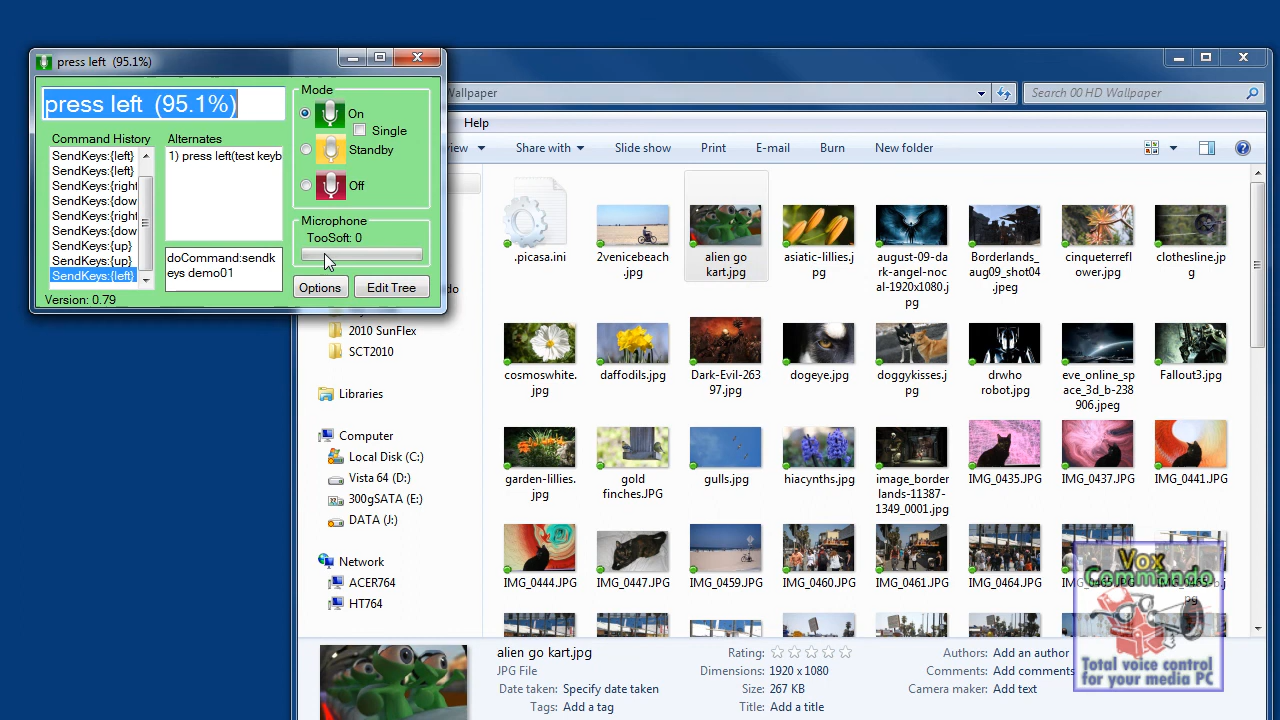 press left (95.1%)
press left (95.1%)
Command History
SendKeys:{left}
SendKeys:{left}
SendKeys:{right
SendKeys:{dow
SendKeys:{right
SendKeys:{dow
SendKeys:{up}
SendKeys:{up}
SendKeys:{left}
Version: 0.79
Alternates
1) press left(test keyb
doCommand:sendk
eys demo01
Mode
On
Single
Standby
Off
Microphone
TooSoft: 0
Options
Edit Tree
Wallpaper
Search 00 HD Wallpaper
Help
Share with
Slide show
Print
E-mail
Burn
New folder
2010 SunFlex
SCT2010
Libraries
Computer
Local Disk (C:)
Vista 64 (D:)
300gSATA (E:)
DATA (J:)
Network
ACER764
HT764
.picasa.ini
2venicebeach
.jpg
alien go
kart.jpg
asiatic-lillies.j
pg
august-09-da
rk-angel-noc
al-1920x1080.j
pg
Borderlands_
aug09_shot04
.jpeg
cinqueterrefl
ower.jpg
clothesline.jp
g
cosmoswhite.
jpg
daffodils.jpg
Dark-Evil-263
97.jpg
dogeye.jpg
doggykisses.j
pg
drwho
robot.jpg
eve_online_sp
ace_3d_b-238
906.jpeg
Fallout3.jpg
garden-lillies.
jpg
gold
finches.JPG
gulls.jpg
hiacynths.jpg
image_border
lands-11387-
1349_0001.jpg
IMG_0435.JPG
IMG_0437.JPG
IMG_0441.JPG
IMG_0444.JPG
IMG_0447.JPG
IMG_0459.JPG
IMG_0460.JPG
IMG_0461.JPG
IMG_0464.JPG
Vox
Commando
Total voice control
for your media PC
alien go kart.jpg
JPG File
Date taken: Specify date taken
Tags: Add a tag
Rating:
Dimensions: 1920 x 1080
Size: 267 KB
Title: Add a title
Authors: Add an author
Comments: Add comments
Camera maker: Add text